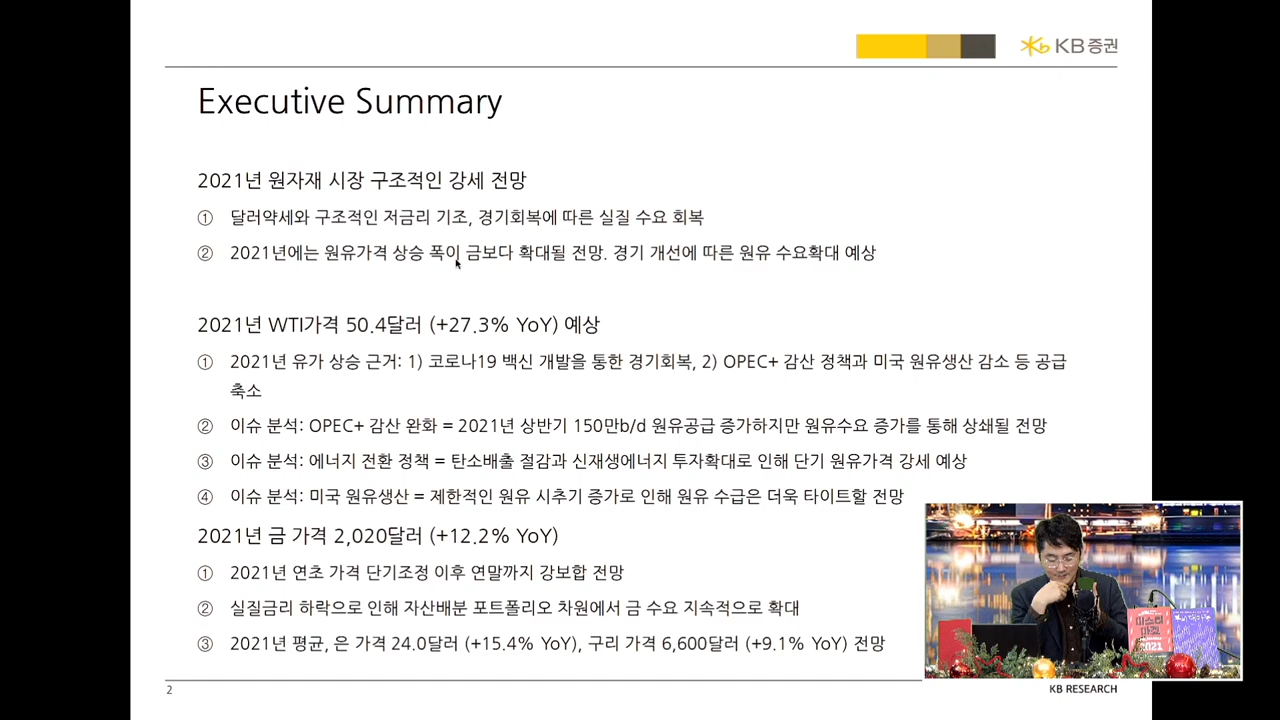 KB증권
Executive Summary
2021년 원자재 시장 구조적인 강세 전망
① 달러약세와 구조적인 저금리 기조, 경기회복에 따른 실질 수요 회복
② 2021년에는 원유가격 상승 폭이 금보다 확대될 전망. 경기 개선에 따른 원유 수요확대 예상
2021년 WTI가격 50.4달러 (+27.3% YoY) 예상
① 2021년 유가 상승 근거: 1) 코로나19 백신 개발을 통한 경기회복, 2) OPEC+ 감산 정책과 미국 원유생산 감소 등 공급
축소
② 이슈 분석: OPEC+ 감산 완화 = 2021년 상반기 150만b/d 원유공급 증가하지만 원유수요 증가를 통해 상쇄될 전망
③ 이슈 분석: 에너지 전환 정책 = 탄소배출 절감과 신재생에너지 투자확대로 인해 단기 원유가격 강세 예상
④ 이슈 분석: 미국 원유생산 = 제한적인 원유 시추기 증가로 인해 원유 수급은 더욱 타이트할 전망
2021년 금 가격 2,020달러 (+12.2% YoY)
① 2021년 연초 가격 단기조정 이후 연말까지 강보합 전망
② 실질금리 하락으로 인해 자산배분 포트폴리오 차원에서 금 수요 지속적으로 확대
③ 2021년 평균, 은 가격 24.0달러 (+15.4% YoY), 구리 가격 6,600달러 (+9.1% YoY) 전망
미스터
마켓
2021
2
KB RESEARCH